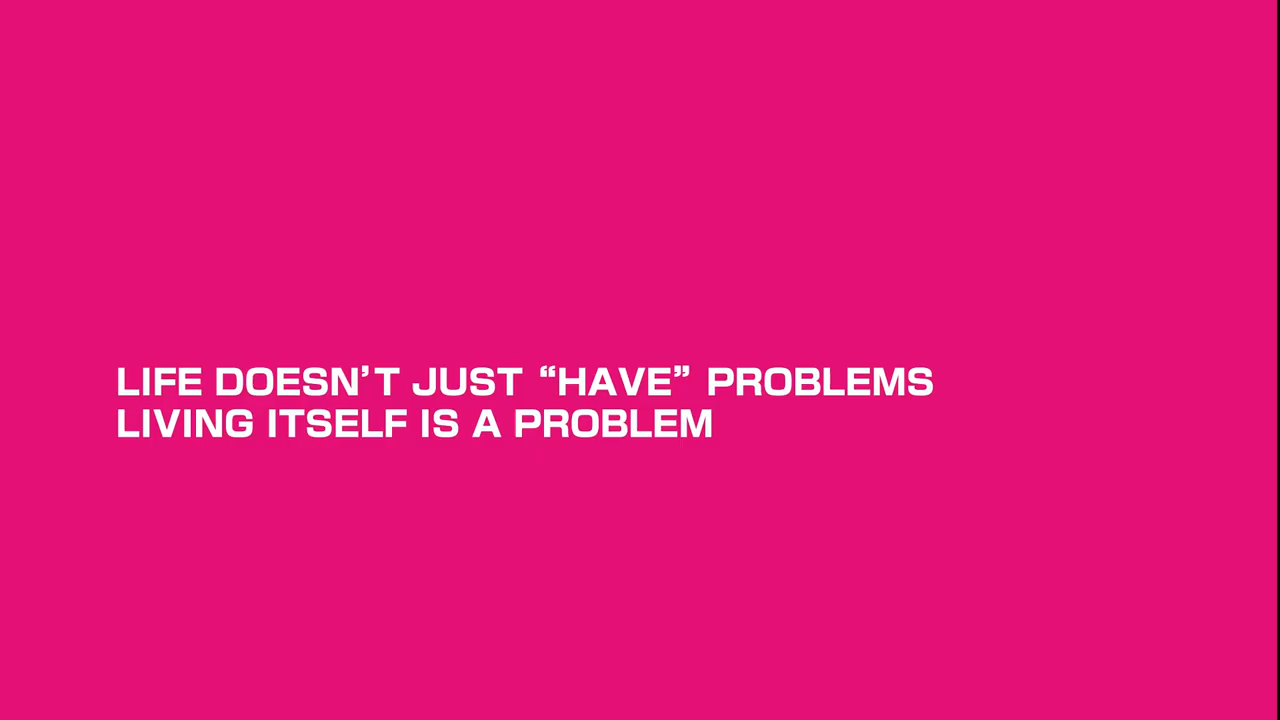 LIFE DOESN’T JUST “HAVE” PROBLEMS
LIVING ITSELF IS A PROBLEM